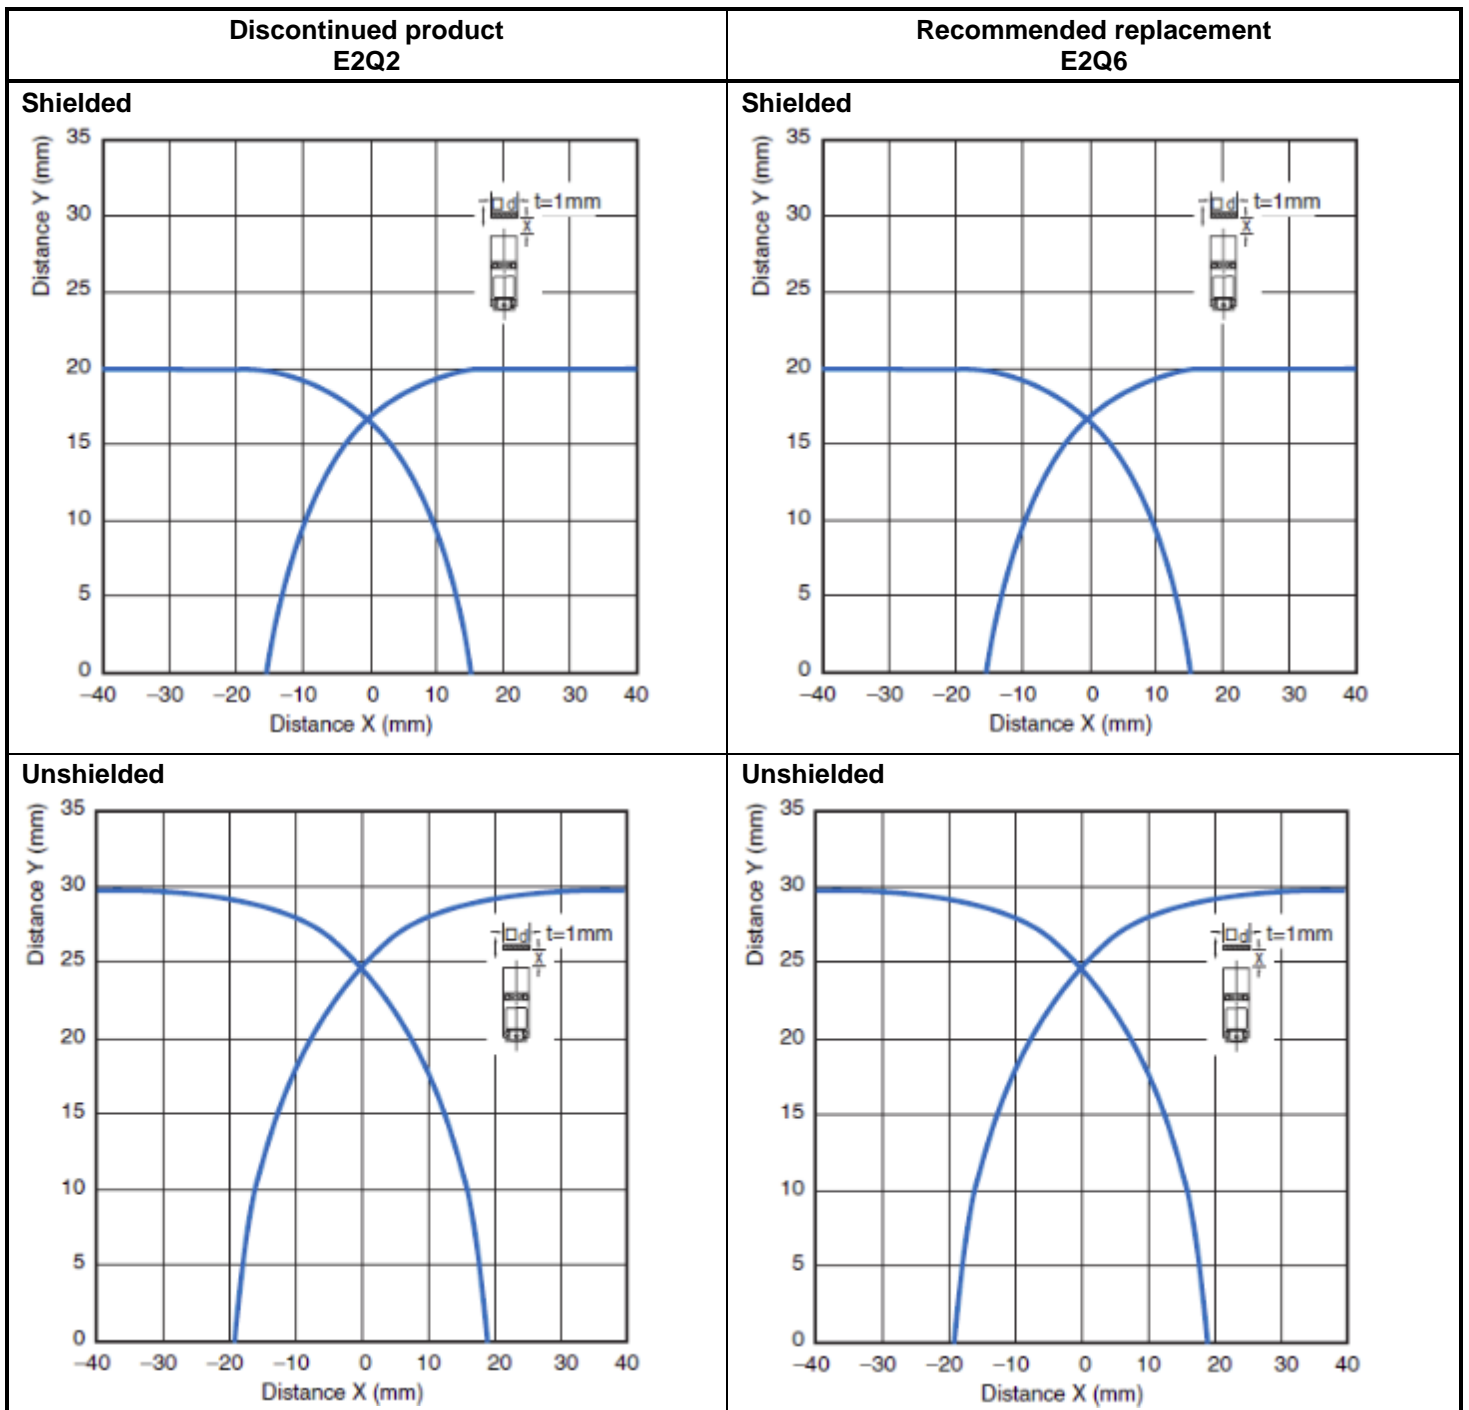 Discontinued product
E2Q2
Recommended replacement
E2Q6
Shielded
Distance Y (mm)
35
30
25
20
15
10
5
0
d t=1mm
X
–40 –30 –20 –10 0 10 20 30 40
Distance X (mm)
Shielded
Distance Y (mm)
35
30
25
20
15
10
5
0
d t=1mm
X
–40 –30 –20 –10 0 10 20 30 40
Distance X (mm)
Unshielded
Distance Y (mm)
35
30
25
20
15
10
5
0
d t=1mm
X
–40 –30 –20 –10 0 10 20 30 40
Distance X (mm)
Unshielded
Distance Y (mm)
35
30
25
20
15
10
5
0
d t=1mm
X
–40 –30 –20 –10 0 10 20 30 40
Distance X (mm)